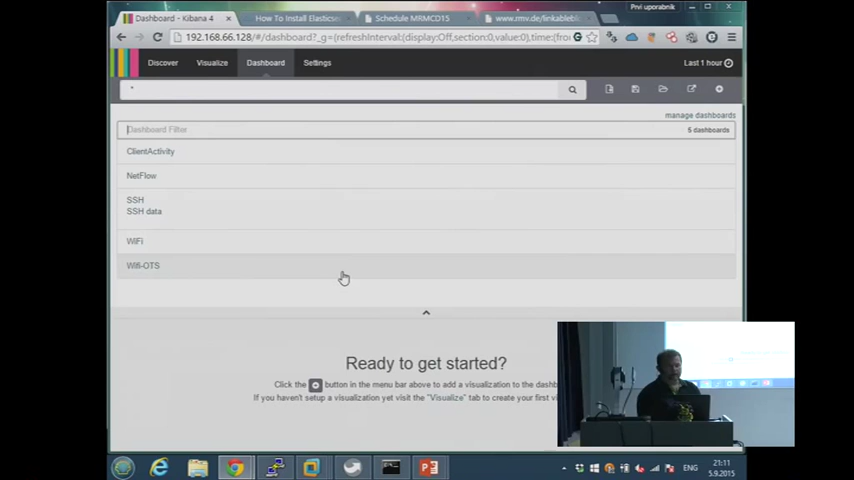 Prvi uporabnik
Dashboard - Kibana 4
How To Install Elasticse
Schedule MRMCD15
www.rmv.de/linkableble
192.168.66.128/#/dashboard?_g=(refreshInterval:(display:Off,section:0,value:0),time:(fro
Discover
Visualize
Dashboard
Settings
Last 1 hour
*
manage dashboards
Dashboard Filter
5 dashboards
ClientActivity
NetFlow
SSH
SSH data
WiFi
Wifi-OTS
Ready to get started?
Click the button in the menu bar above to add a visualization to the dashb
If you haven't setup a visualization yet visit the "Visualize" tab to create your first vi
ENG
21:11
5.9.2015